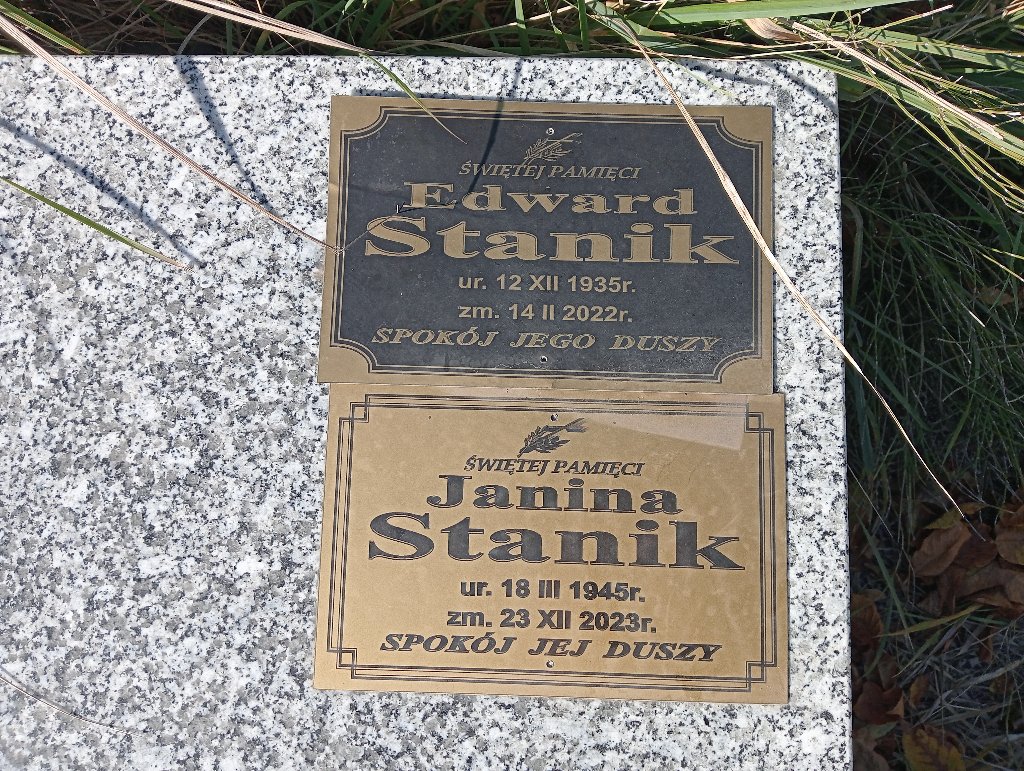 ŚWIĘTEJ PAMIĘCI
Edward
Stanik
ur. 12 XII 1935r.
zm. 14 II 2022r.
SPOKÓJ JEGO DUSZY
ŚWIĘTEJ PAMIĘCI
Janina
Stanik
ur. 18 III 1945r.
zm. 23 XII 2023r.
SPOKÓJ JEJ DUSZY